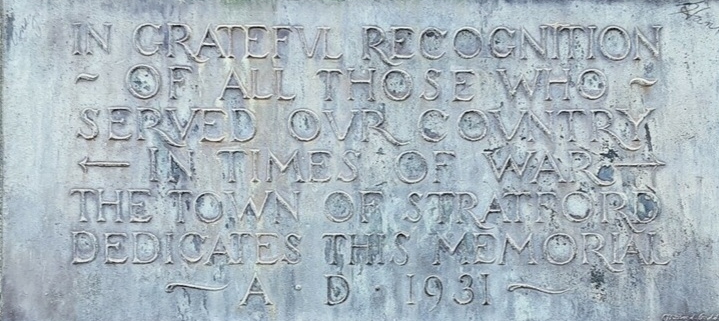 IN GRATEFVL RECOGNITION
~ OF ALL THOSE WHO ~
SERVED OVR COVNTRY
IN TIMES OF WAR
THE TOWN OF STRATFORD
DEDICATES THIS MEMORIAL
~ A · D · 1931 ~